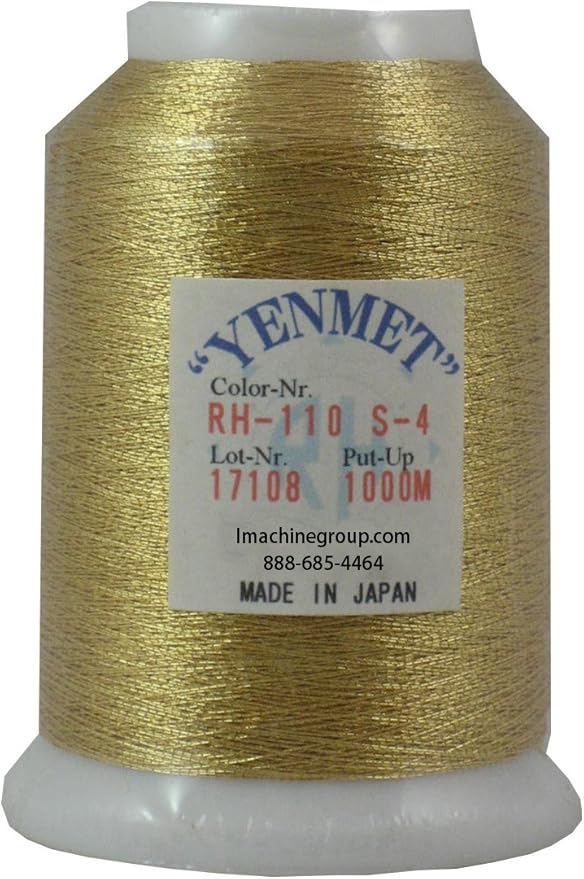 "YENMET"
Color-Nr.
RH-110 S-4
Lot-Nr. Put-Up
17108 1000M
RH
Imachinegroup.com
888-685-4464
MADE IN JAPAN